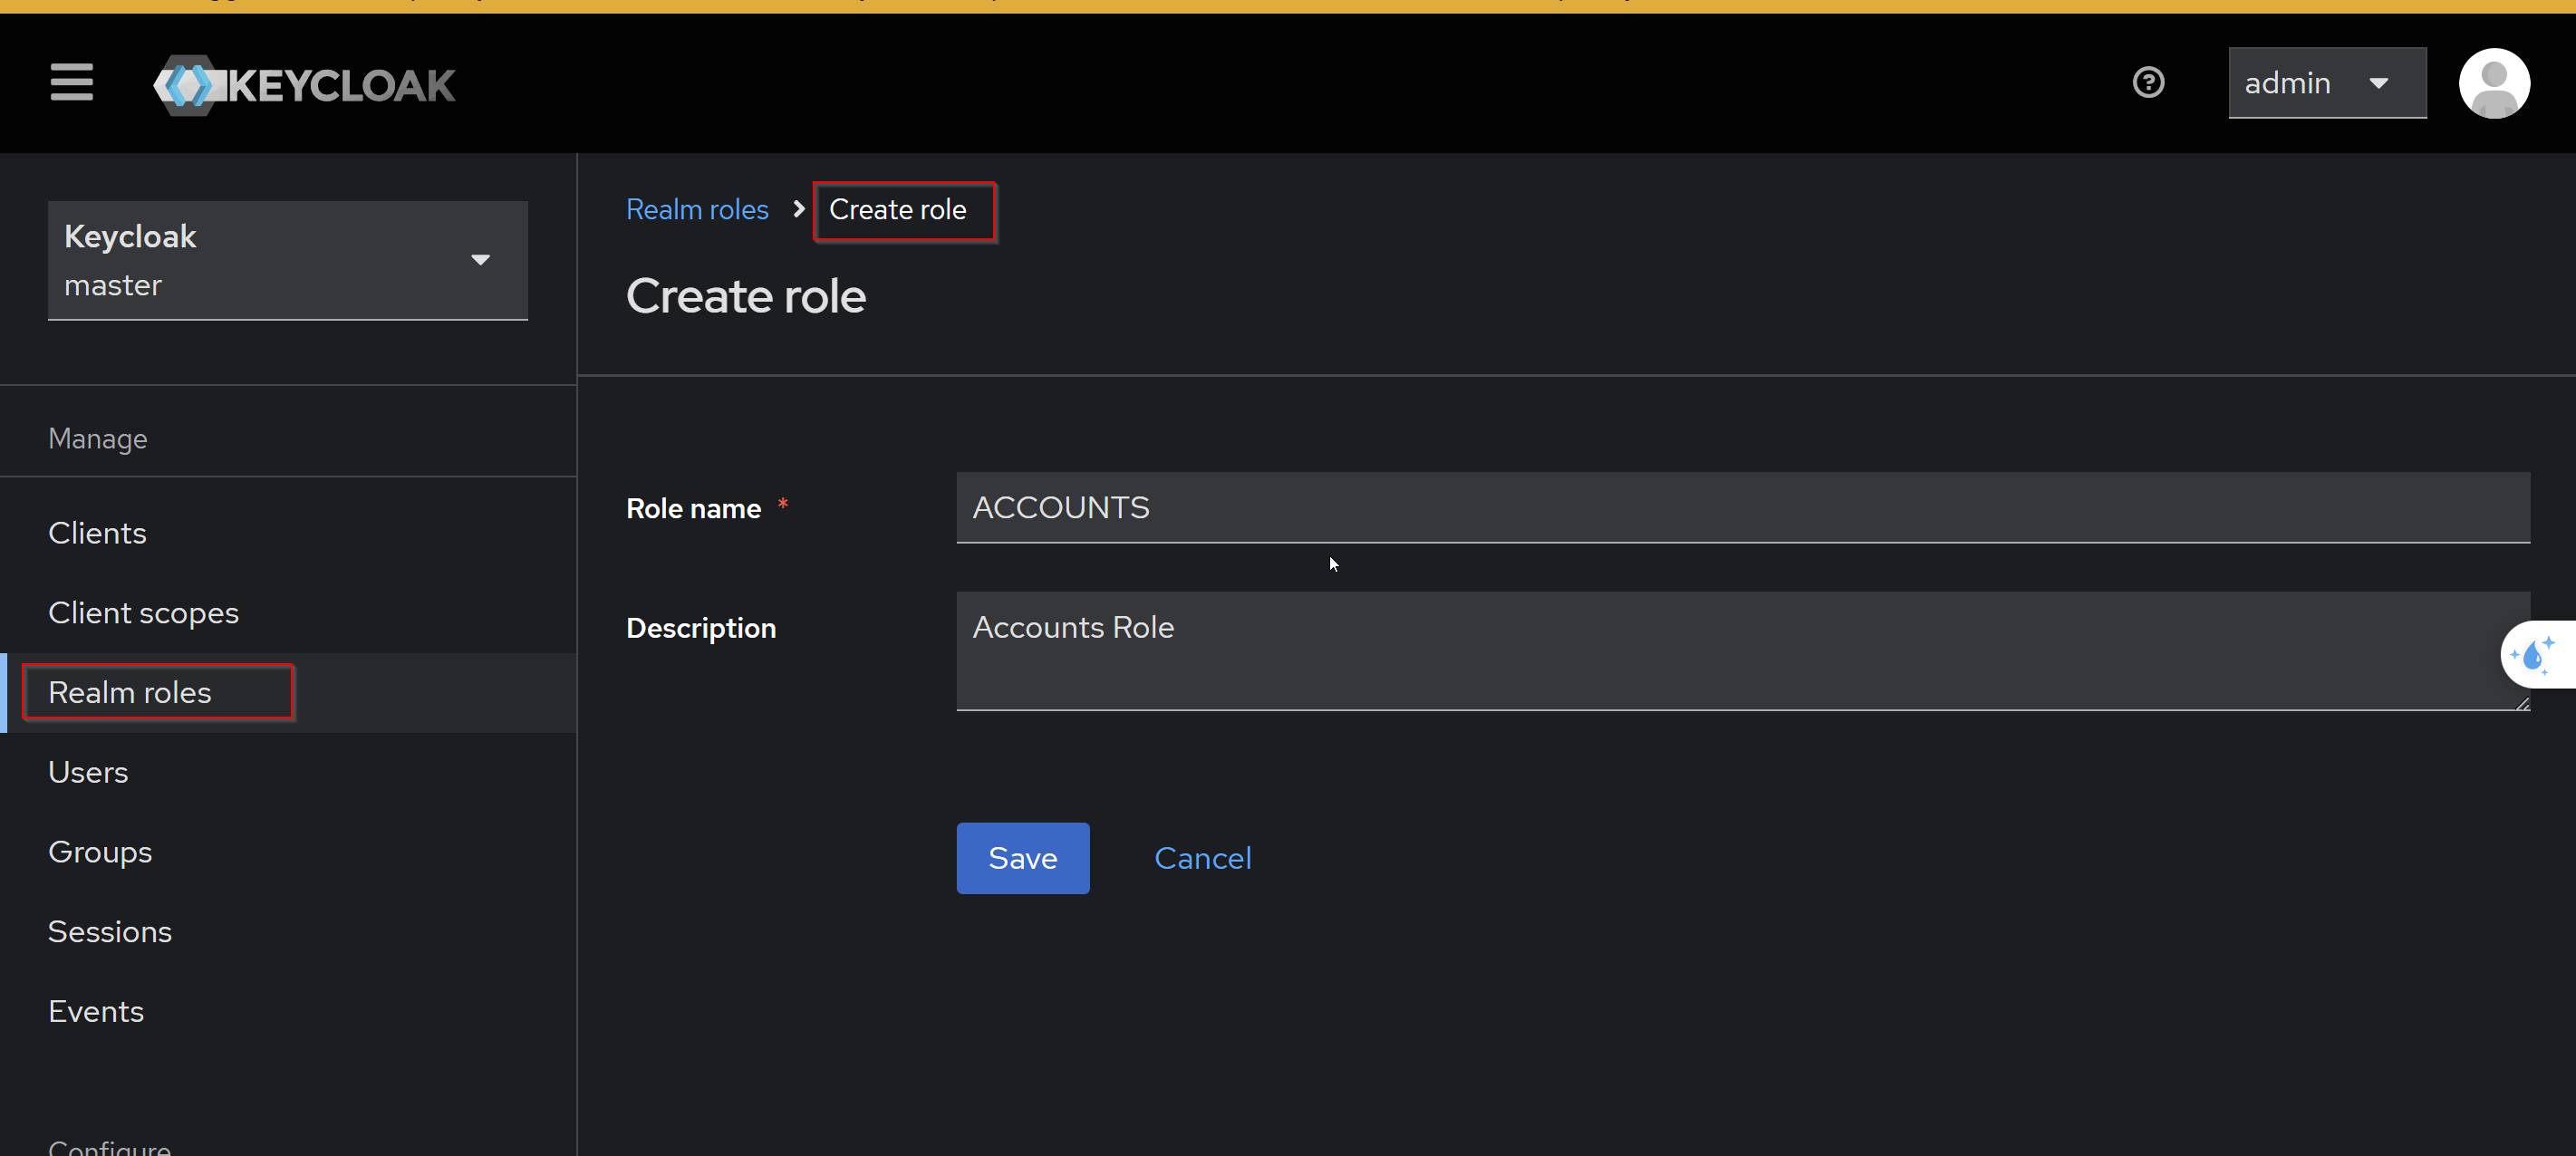 KEYCLOAK
admin
Keycloak
master
Realm roles > Create role
Create role
Manage
Clients
Client scopes
Realm roles
Users
Groups
Sessions
Events
Configure
Role name *
ACCOUNTS
Description
Accounts Role
Save
Cancel